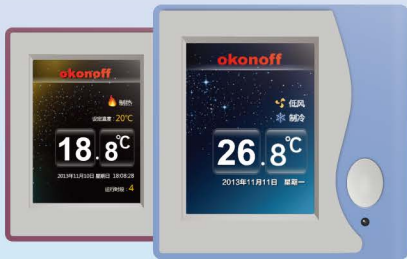 okonoff
制热
设定温度：20℃
18.8℃
2013年11月10日 星期日 18:08:28
运行时段：4
okonoff
低风
制冷
26.8℃
2013年11月11日 星期一